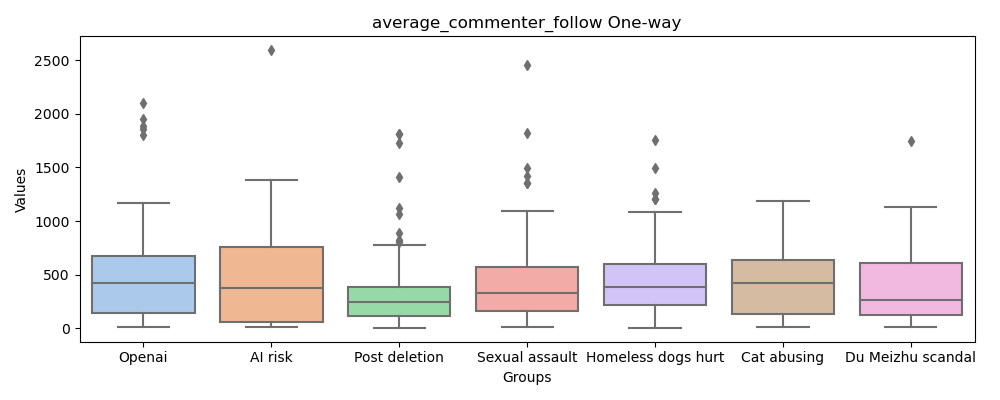 average_commenter_follow One-way
Values
2500
2000
1500
1000
500
0
Openai AI risk Post deletion Sexual assault Homeless dogs hurt Cat abusing Du Meizhu scandal
Groups